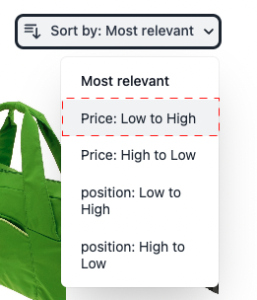 Sort by: Most relevant
Most relevant
Price: Low to High
Price: High to Low
position: Low to
High
position: High to
Low